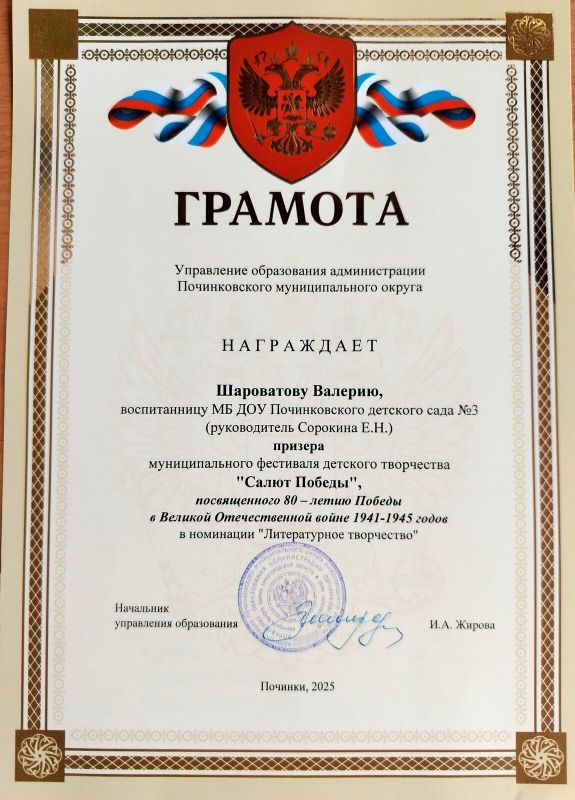 ГРАМОТА
Управление образования администрации
Починковского муниципального округа
НАГРАЖДАЕТ
Шароватову Валерию,
воспитанницу МБ ДОУ Починковского детского сада №3
(руководитель Сорокина Е.Н.)
призера
муниципального фестиваля детского творчества
"Салют Победы",
посвященного 80 – летию Победы
в Великой Отечественной войне 1941-1945 годов
в номинации "Литературное творчество"
Начальник
управления образования
И.А. Жирова
Починки, 2025